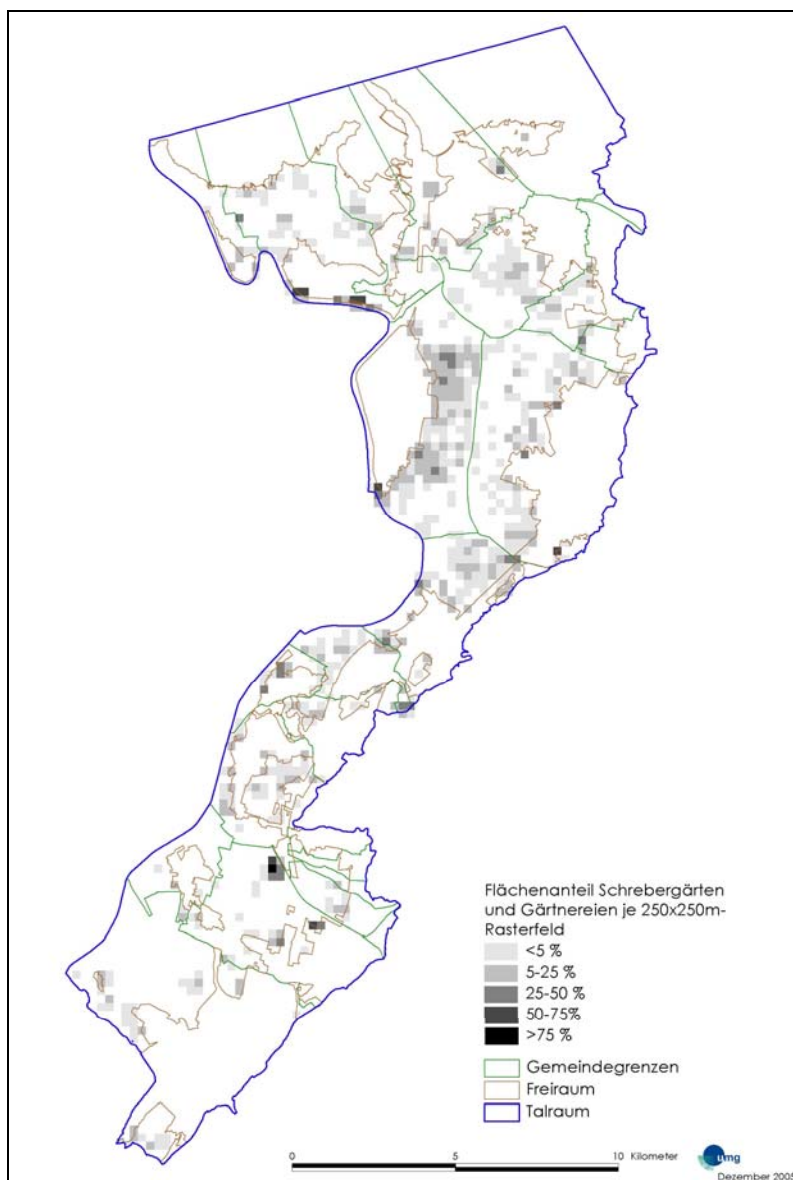 Flächenanteil Schrebergärten
und Gärtnereien je 250x250m-
Rasterfeld
<5 %
5-25 %
25-50 %
50-75%
>75 %
Gemeindegrenzen
Freiraum
Talraum
0 5 Kilometer 10
umg
Dezember 2005